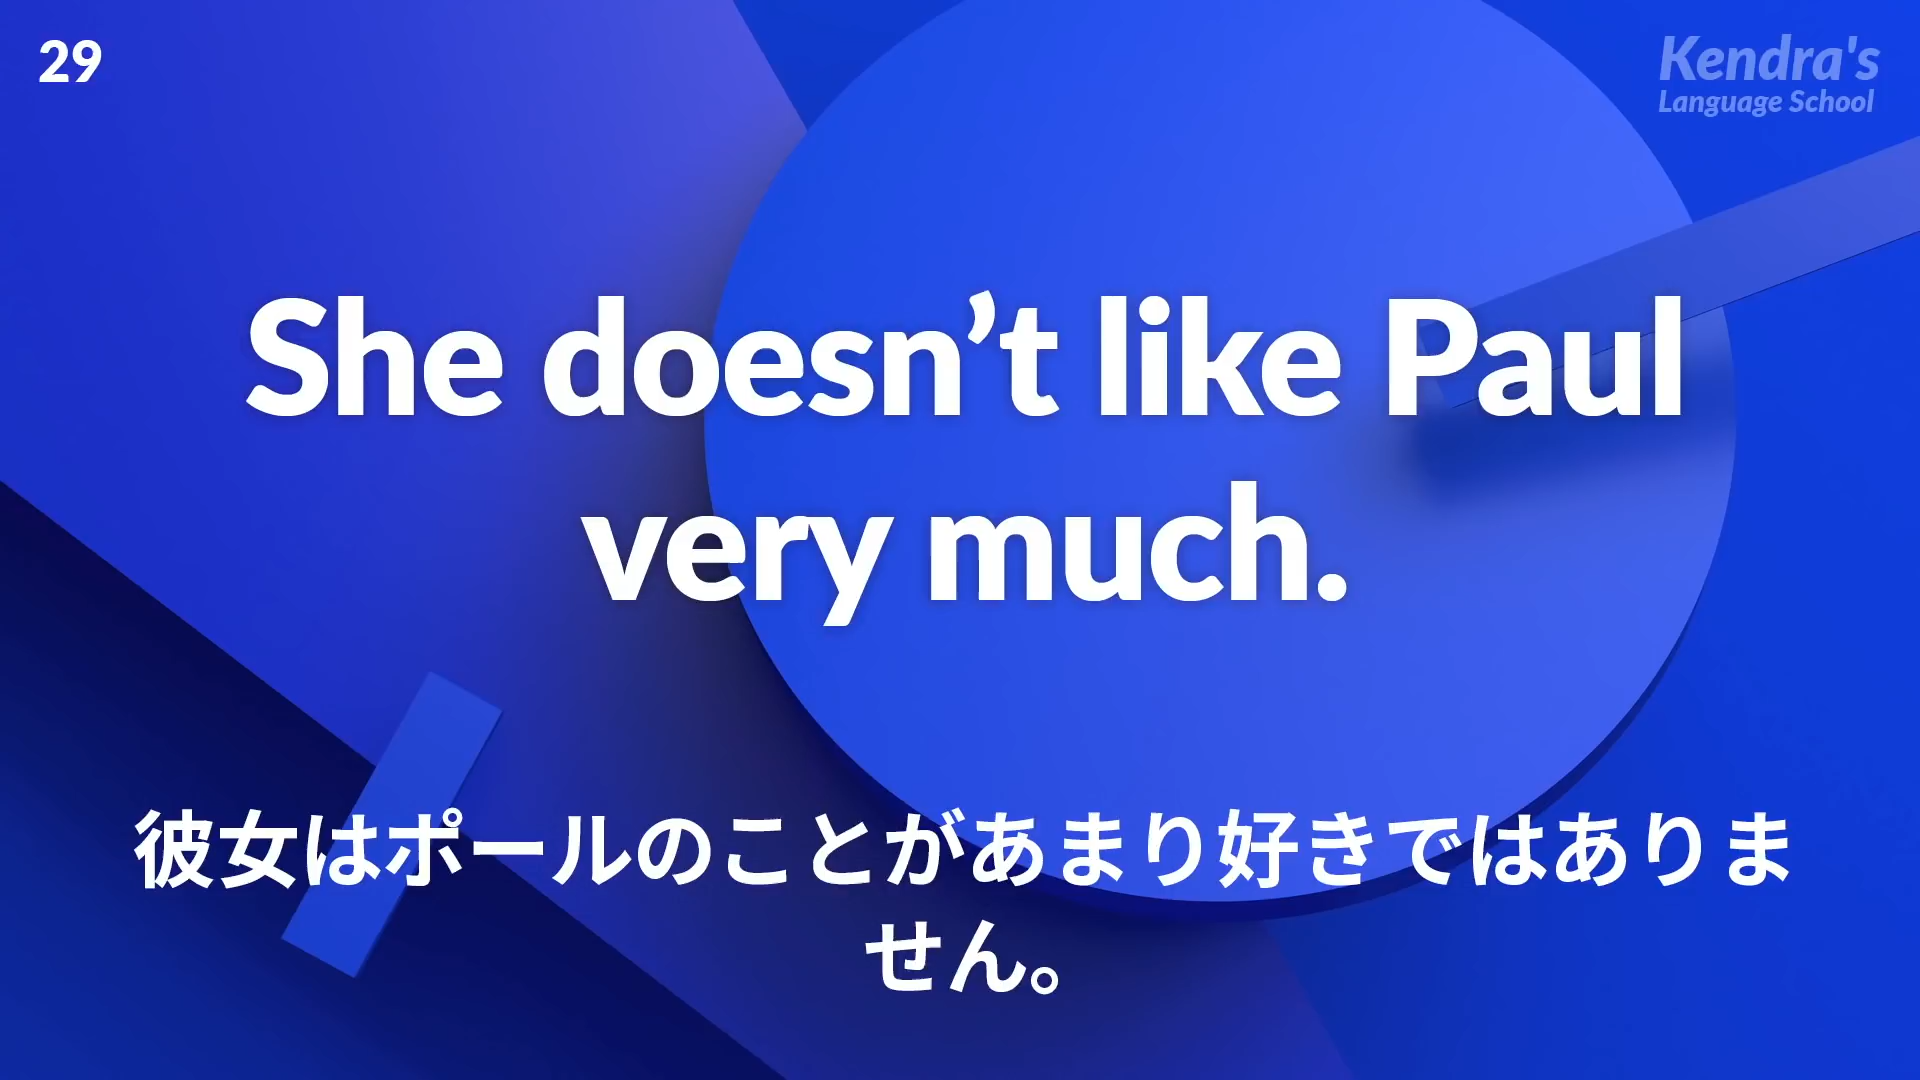 29
Kendra's
Language School
She doesn’t like Paul
very much.
彼女はポールのことがあまり好きではありま
せん。